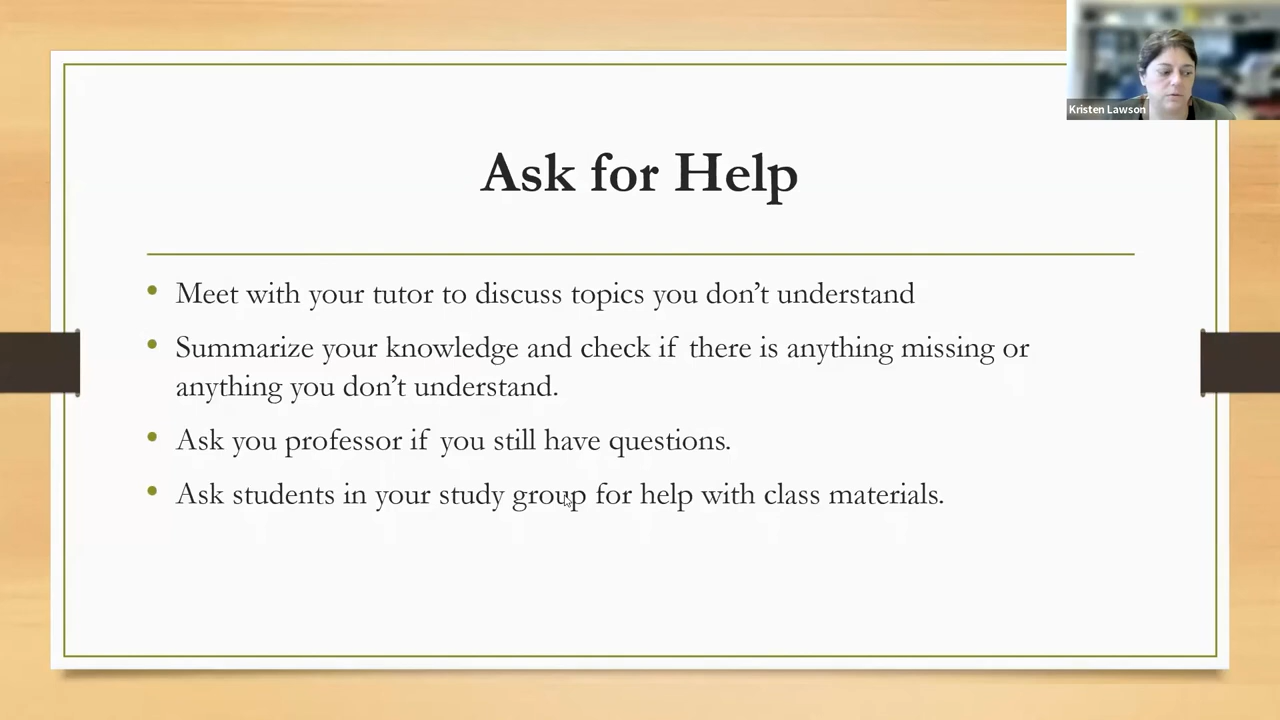 Kristen Lawson
Ask for Help
• Meet with your tutor to discuss topics you don’t understand
• Summarize your knowledge and check if there is anything missing or
anything you don’t understand.
• Ask you professor if you still have questions.
• Ask students in your study group for help with class materials.